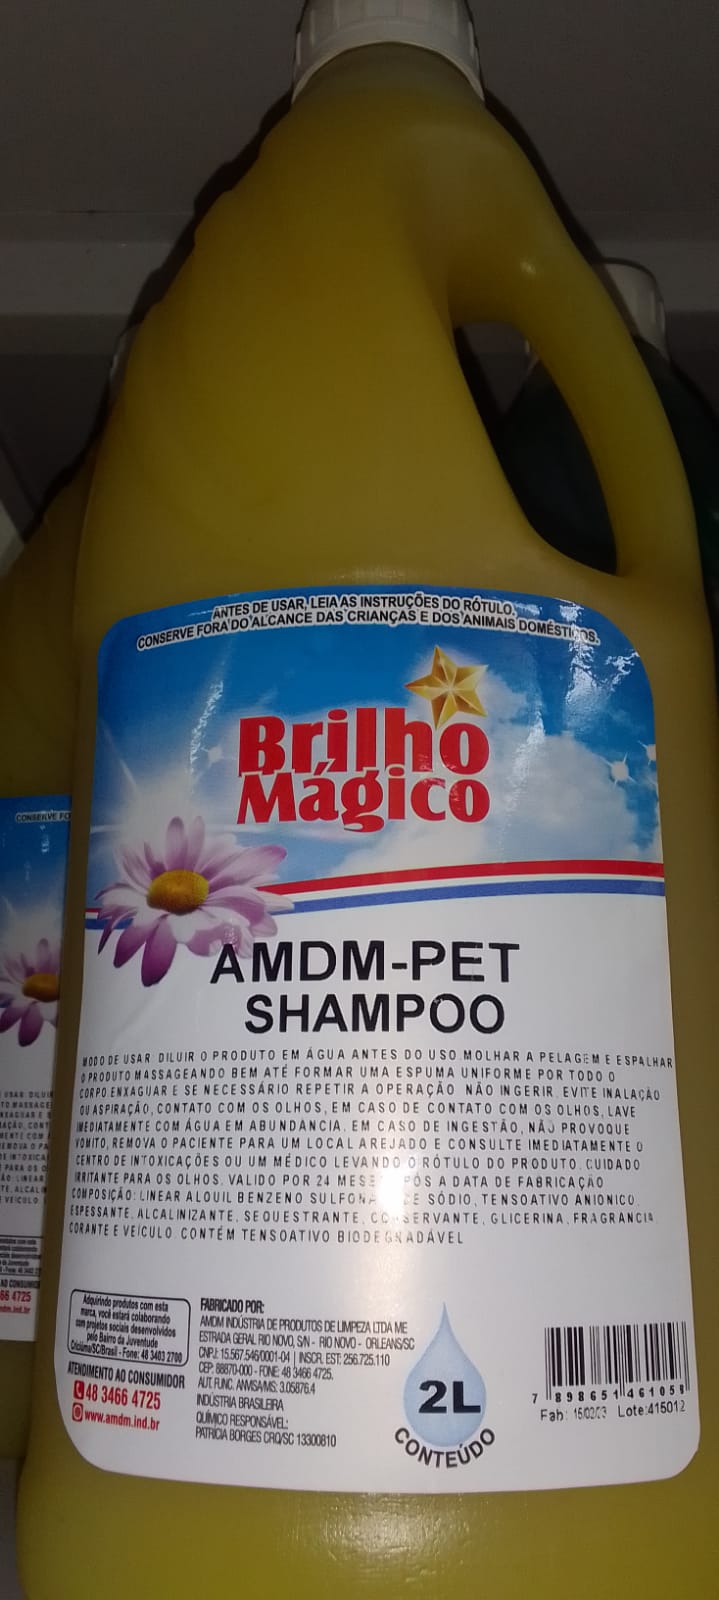 ANTES DE USAR, LEIA AS INSTRUÇÕES DO RÓTULO.
CONSERVE FORA DO ALCANCE DAS CRIANÇAS E DOS ANIMAIS DOMÉSTICOS.
Brilho
Mágico
AMDM-PET
SHAMPOO
MODO DE USAR: DILUIR O PRODUTO EM ÁGUA ANTES DO USO. MOLHAR A PELAGEM E ESPALHAR
O PRODUTO MASSAGEANDO BEM ATÉ FORMAR UMA ESPUMA UNIFORME POR TODO O
CORPO ENXAGUAR E SE NECESSÁRIO REPETIR A OPERAÇÃO. NÃO INGERIR. EVITE INALAÇÃO
OU ASPIRAÇÃO, CONTATO COM OS OLHOS, EM CASO DE CONTATO COM OS OLHOS, LAVE
IMEDIATAMENTE COM ÁGUA EM ABUNDÂNCIA. EM CASO DE INGESTÃO, NÃO PROVOQUE
VOMITO, REMOVA O PACIENTE PARA UM LOCAL AREJADO E CONSULTE IMEDIATAMENTE O
CENTRO DE INTOXICAÇÕES OU UM MÉDICO LEVANDO O RÓTULO DO PRODUTO. CUIDADO
IRRITANTE PARA OS OLHOS. VALIDO POR 24 MESES APÓS A DATA DE FABRICAÇÃO
COMPOSIÇÃO: LINEAR ALQUIL BENZENO DE SÓDIO, TENSOATIVO ANIONICO,
ESPESSANTE, ALCALINIZANTE, SEQUESTRANTE, CONSERVANTE, GLICERINA, FRAGRÂNCIA,
CORANTE E VEÍCULO. CONTÉM TENSOATIVO BIODEGRADÁVEL
Adquirindo produtos com esta
marca, você estará colaborando
com projetos sociais desenvolvidos
pelo Bairro da Juventude
Criciúma/SC/Brasil - Fone: 48 3403 2700
ATENDIMENTO AO CONSUMIDOR
48 3466 4725
www.amdm.ind.br
FABRICADO POR:
AMDM INDÚSTRIA DE PRODUTOS DE LIMPEZA LTDA ME
ESTRADA GERAL RIO NOVO, S/N - RIO NOVO - ORLEANS/SC
CNPJ: 15.567.546/0001-04 | INSCR. EST: 256.725.110
CEP: 88870-000 - FONE: 48 3466 4725.
AUT. FUNC. ANVISA/MS: 3.05876.4
INDÚSTRIA BRASILEIRA
QUÍMICO RESPONSÁVEL:
PATRÍCIA BORGES CRQ/SC 13300810
2L
CONTEÚDO
7 898651 461058
Fab: 15/02/23 Lote:415012